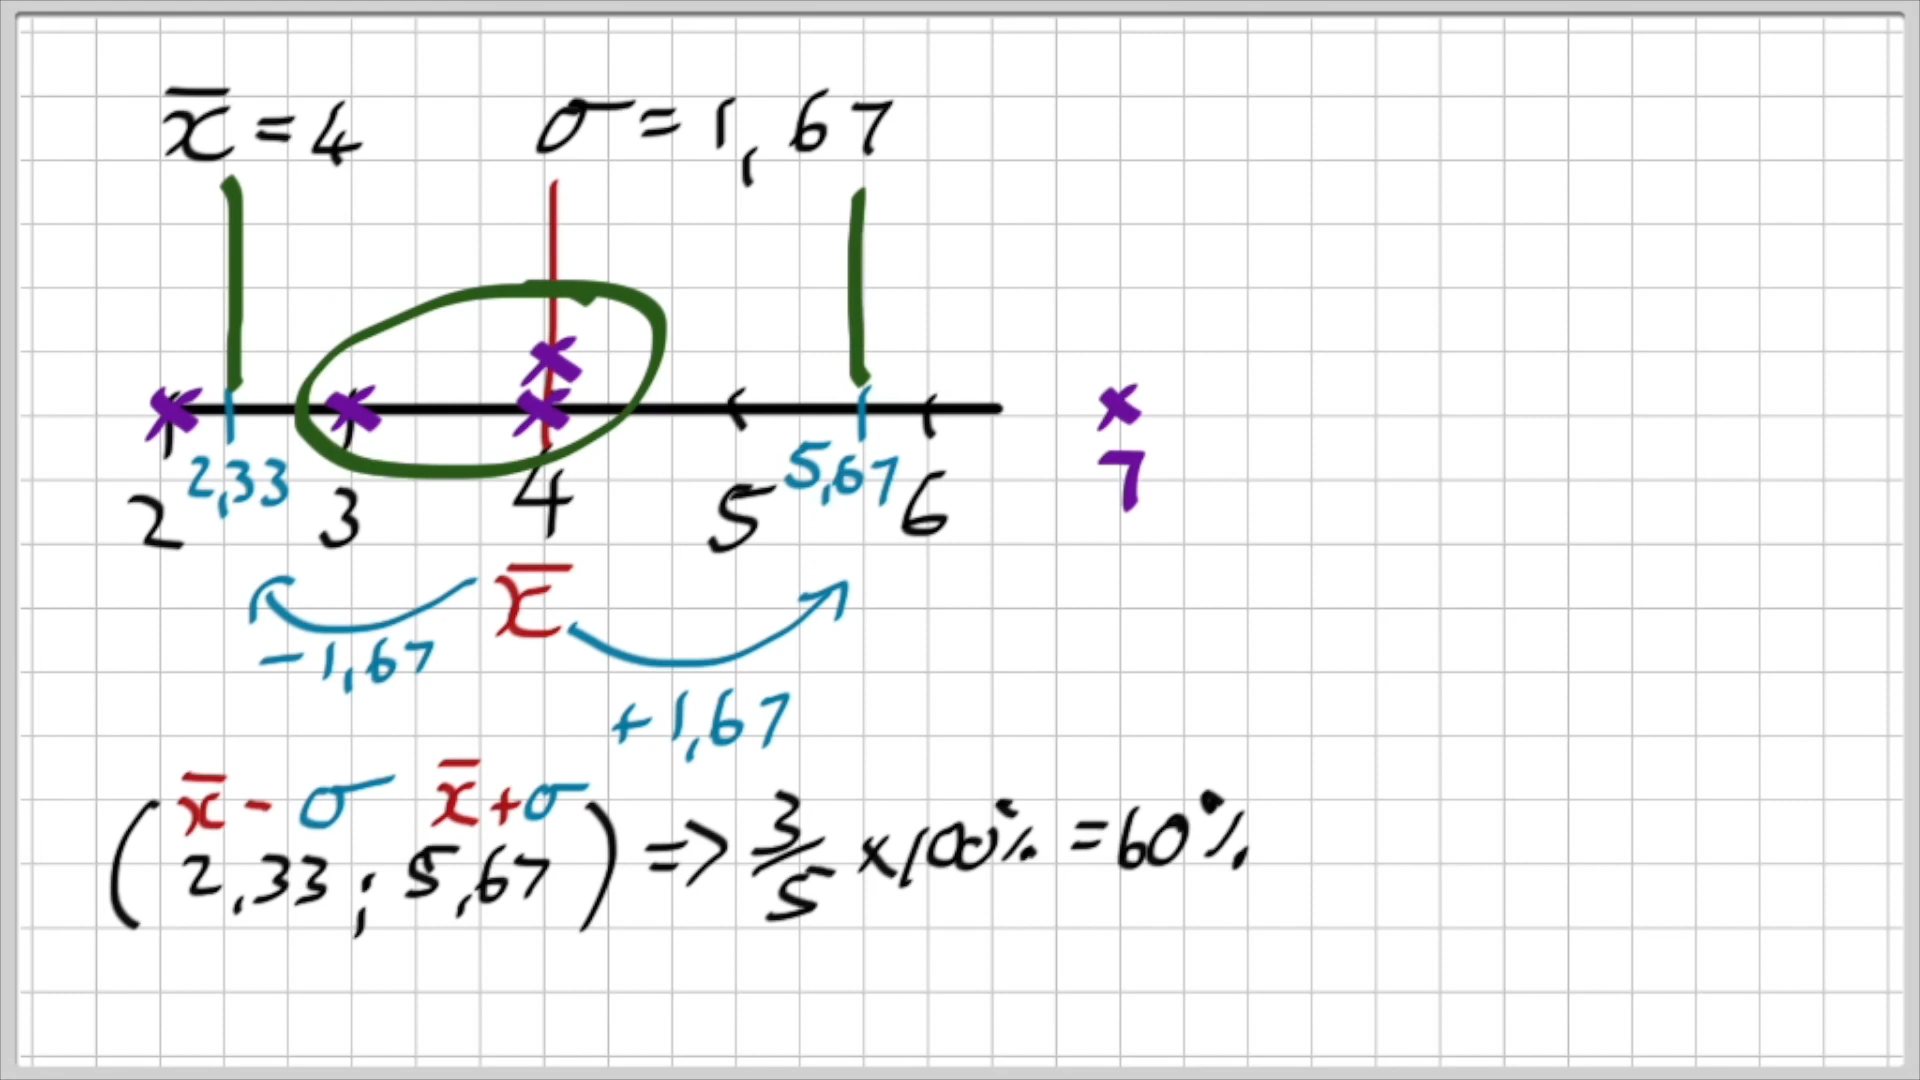 x̄ = 4 σ = 1,67
2 2,33 3 4 5 5,67 6 7
x̄
-1,67
+1,67
x̄ - σ x̄ + σ
(2,33 ; 5,67) => 3/5 x 100% = 60%